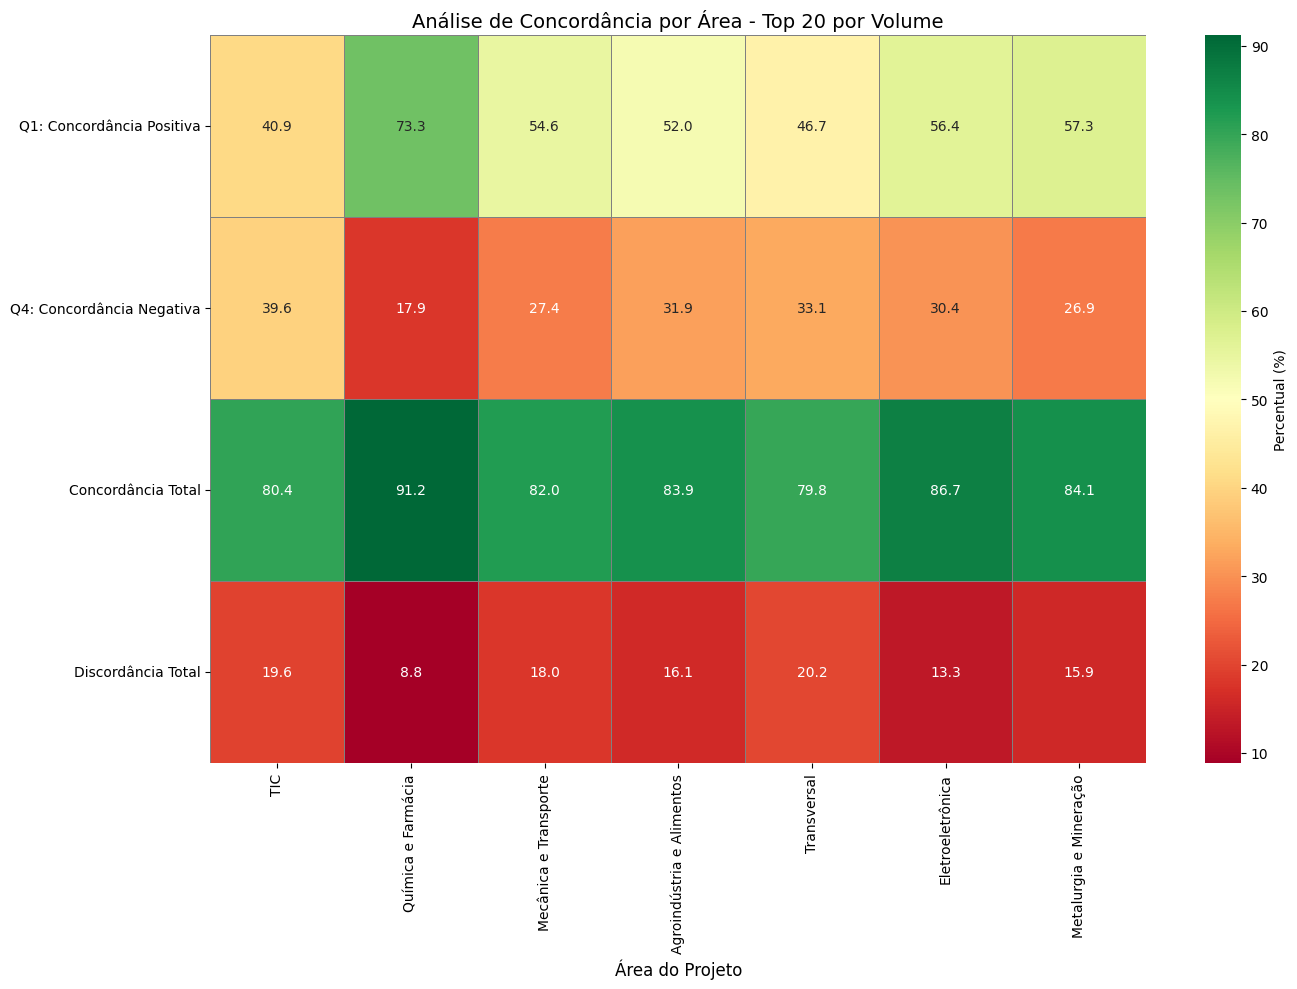 Análise de Concordância por Área - Top 20 por Volume
Q1: Concordância Positiva 40.9 73.3 54.6 52.0 46.7 56.4 57.3
Q4: Concordância Negativa 39.6 17.9 27.4 31.9 33.1 30.4 26.9
Concordância Total 80.4 91.2 82.0 83.9 79.8 86.7 84.1
Discordância Total 19.6 8.8 18.0 16.1 20.2 13.3 15.9
TIC
Química e Farmácia
Mecânica e Transporte
Agroindústria e Alimentos
Transversal
Eletroeletrônica
Metalurgia e Mineração
Área do Projeto
90
80
70
60
50
40
30
20
10
Percentual (%)